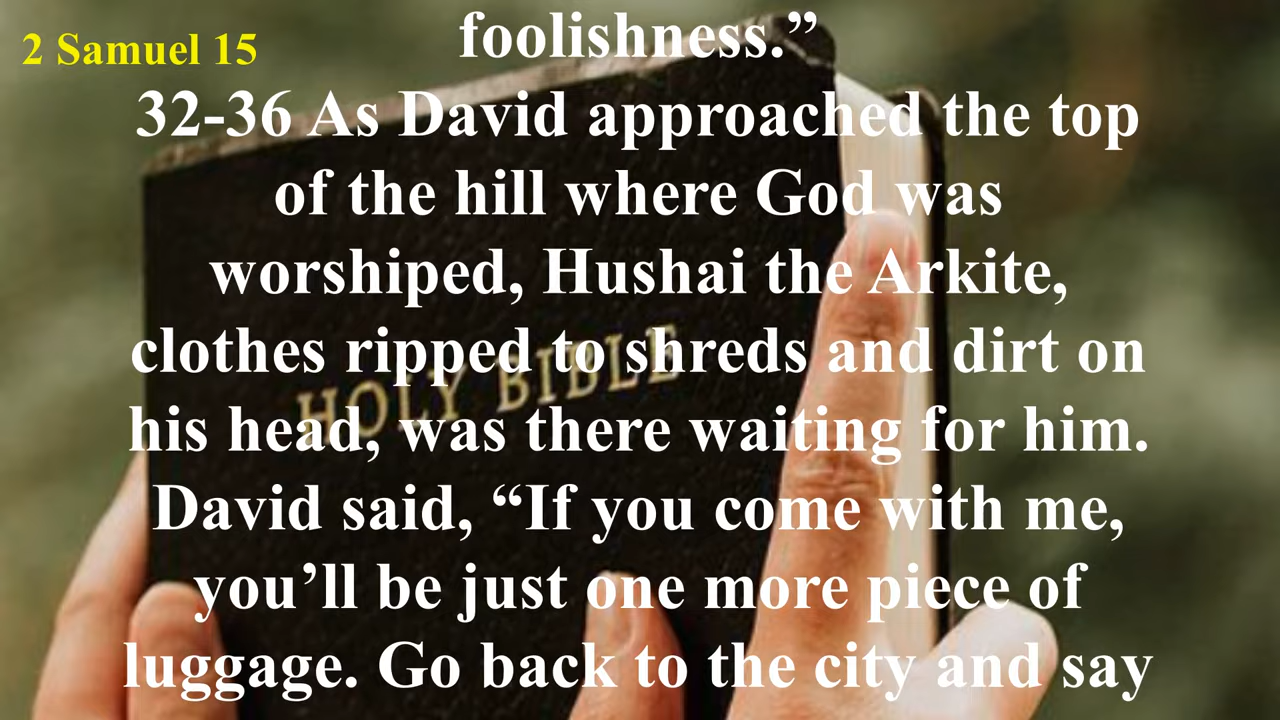 2 Samuel 15
foolishness.”
32-36 As David approached the top
of the hill where God was
worshiped, Hushai the Arkite,
clothes ripped to shreds and dirt on
his head, was there waiting for him.
David said, “If you come with me,
you’ll be just one more piece of
luggage. Go back to the city and say
HOLY BIBLE